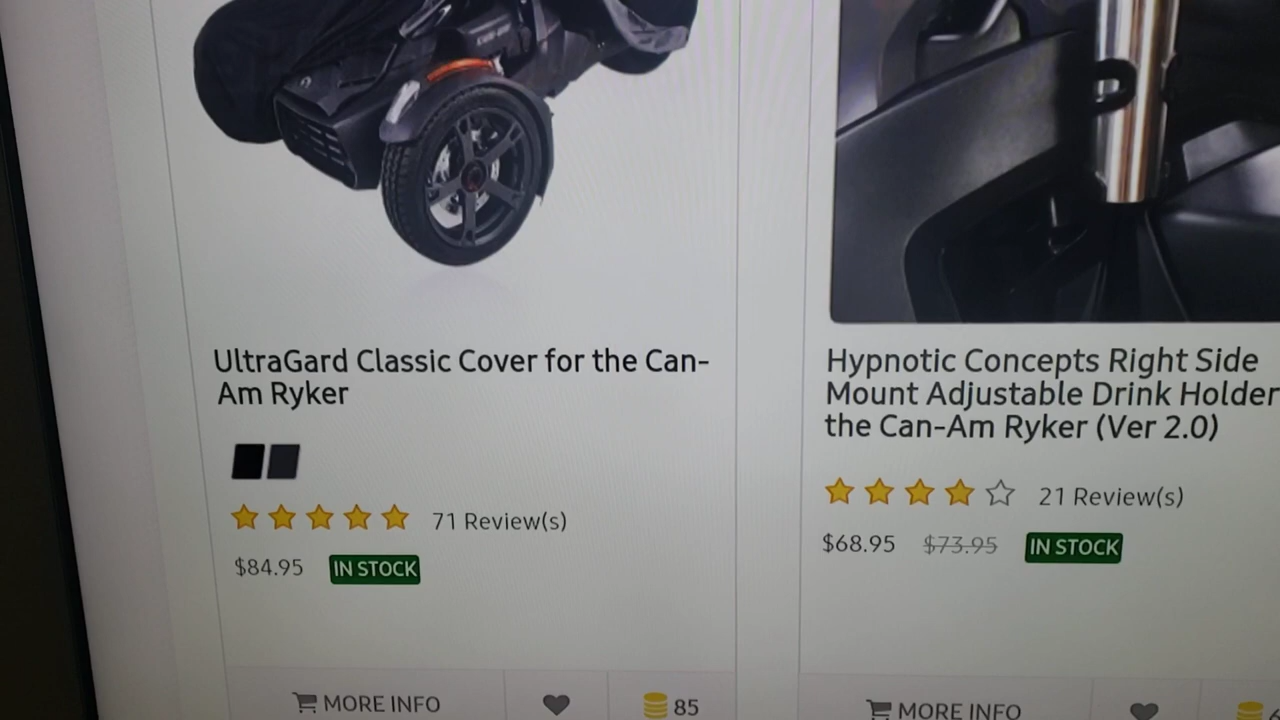 UltraGard Classic Cover for the Can-
Am Ryker
71 Review(s)
$84.95 IN STOCK
MORE INFO
85
Hypnotic Concepts Right Side
Mount Adjustable Drink Holder
the Can-Am Ryker (Ver 2.0)
21 Review(s)
$68.95 $73.95 IN STOCK
MORE INFO